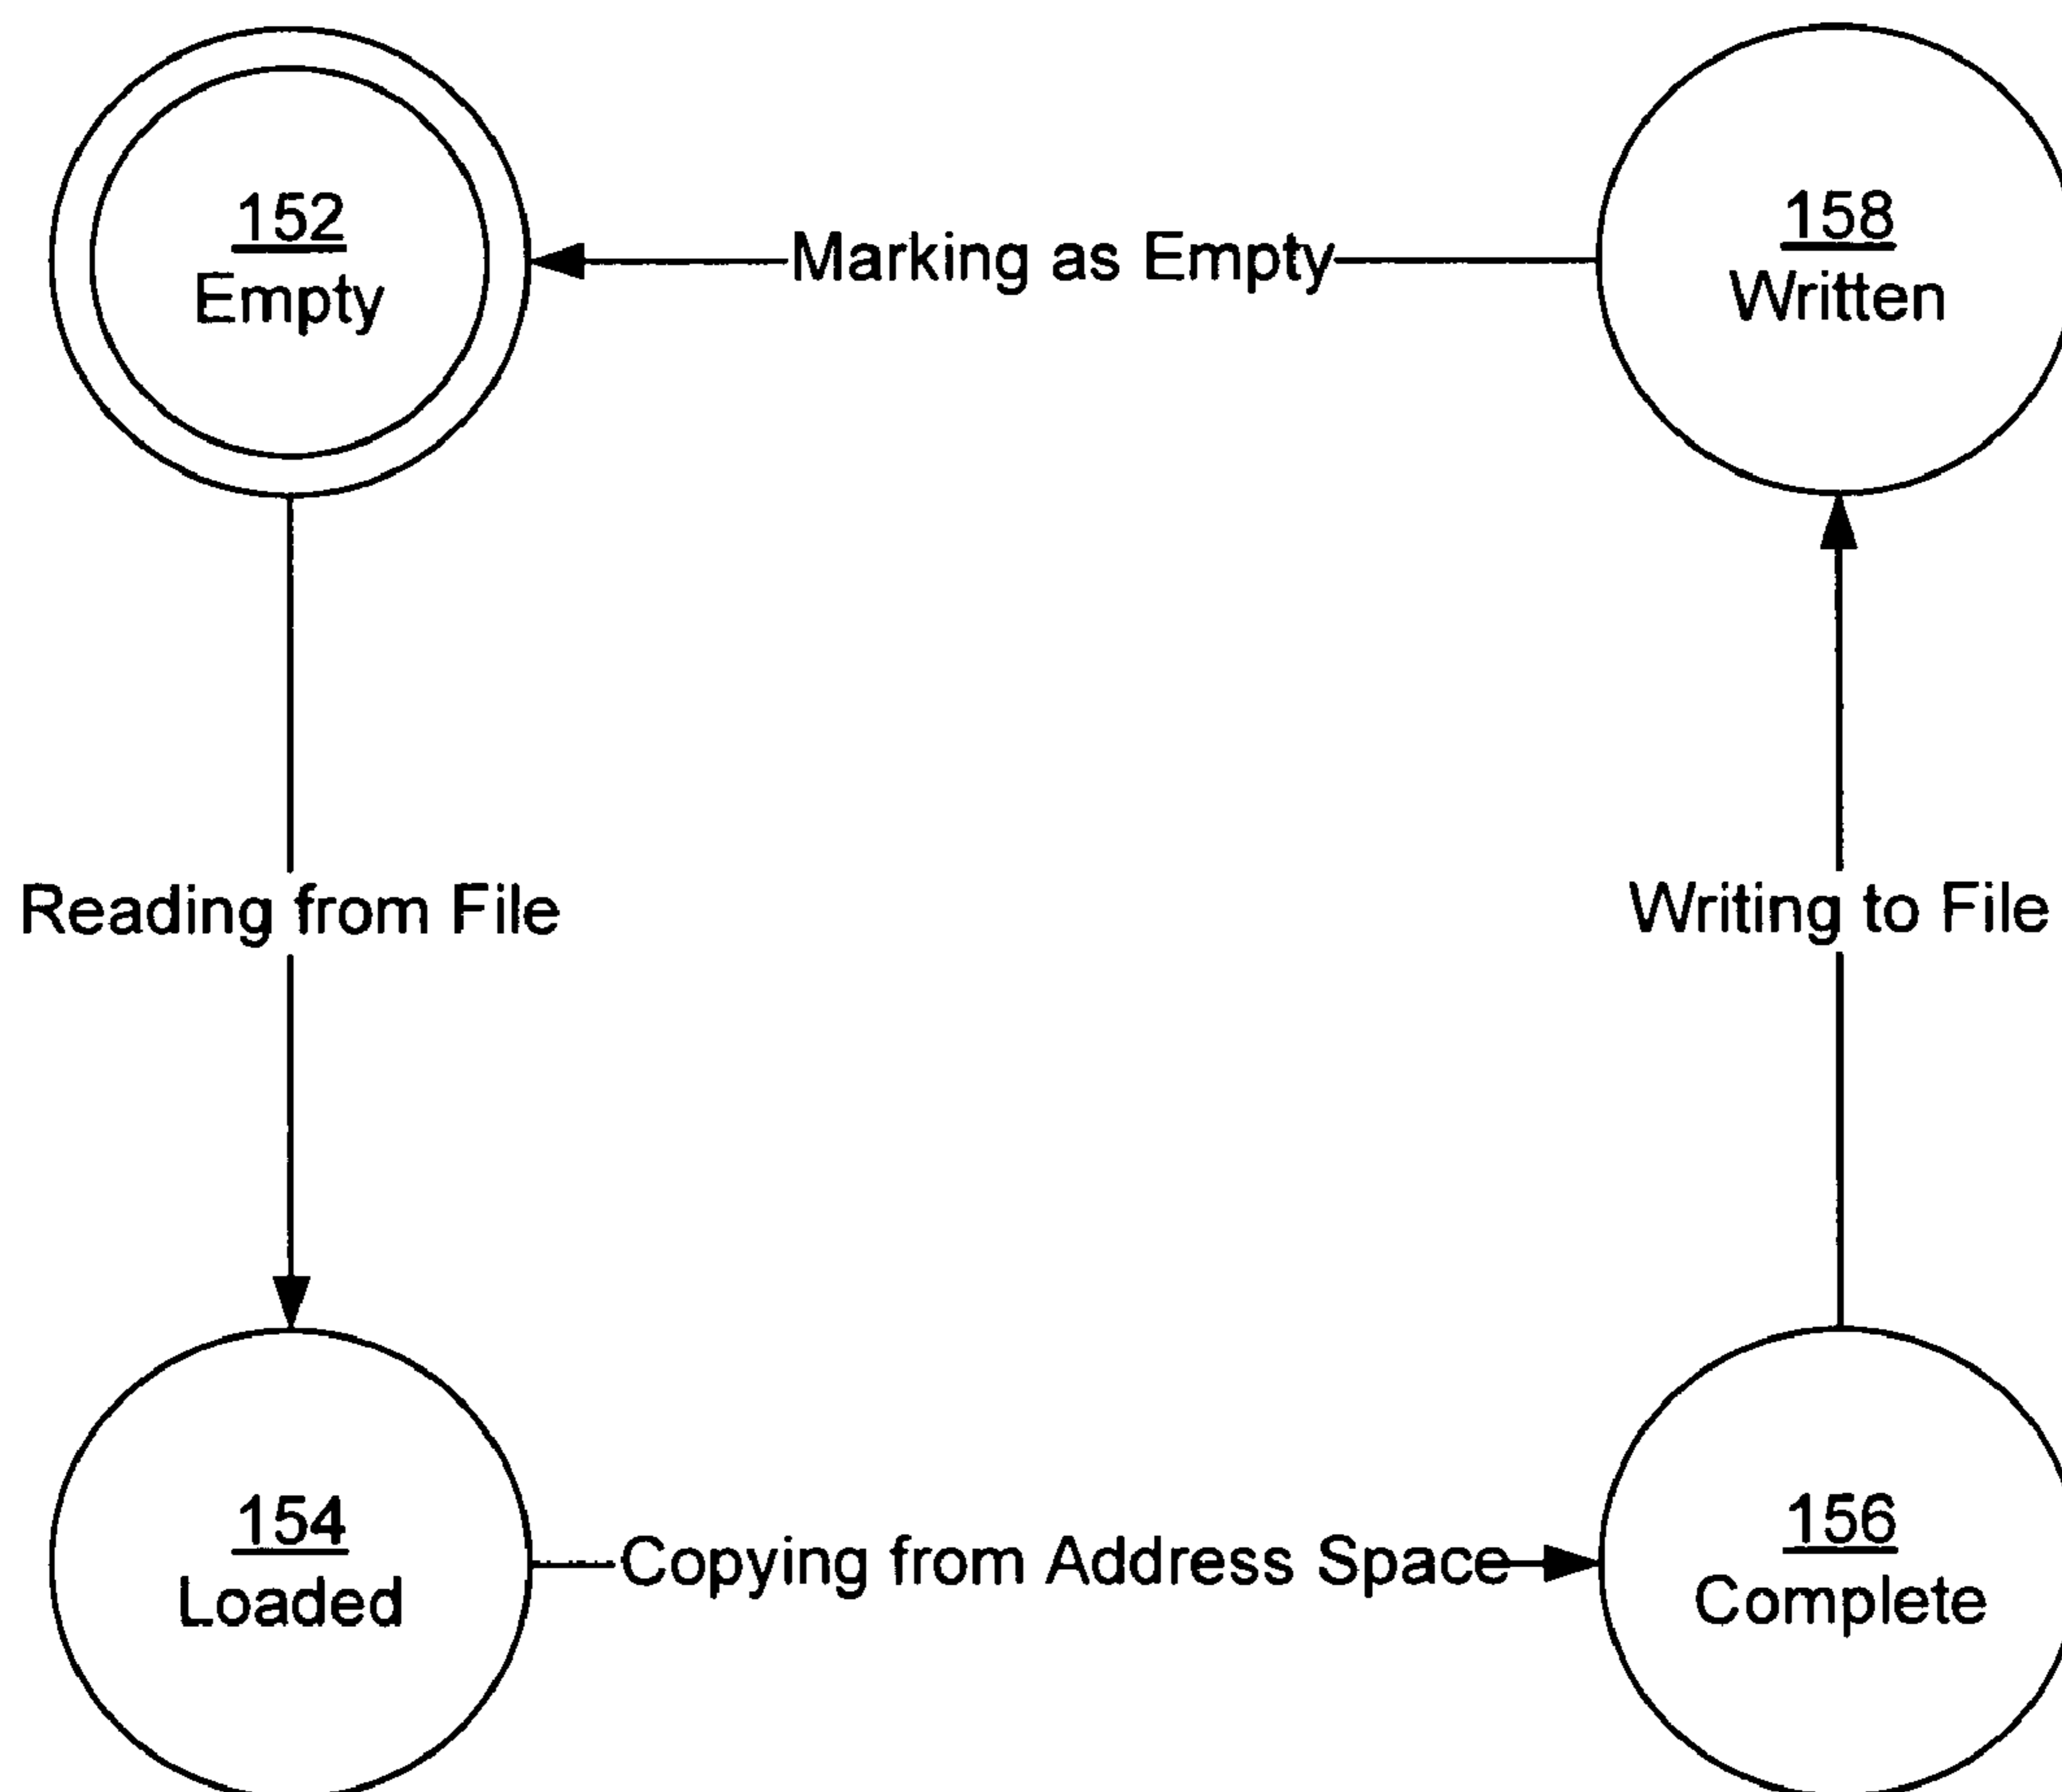 152
Empty
Marking as Empty
158
Written
Reading from File
Writing to File
154
Loaded
Copying from Address Space
156
Complete